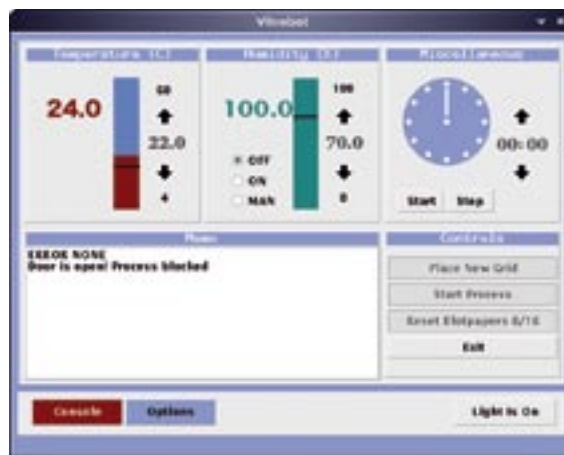 Vitrobot
Temperature (C)
Humidity (%)
Miscellaneous
24.0
60
22.0
4
100.0
100
70.0
0
OFF
ON
MAN
00:00
Start Stop
ERROR NONE
Door is open! Process blocked
Controls
Place New Grid
Start Process
Reset Blotpapers 0/16
Exit
Console Options
Light Is On